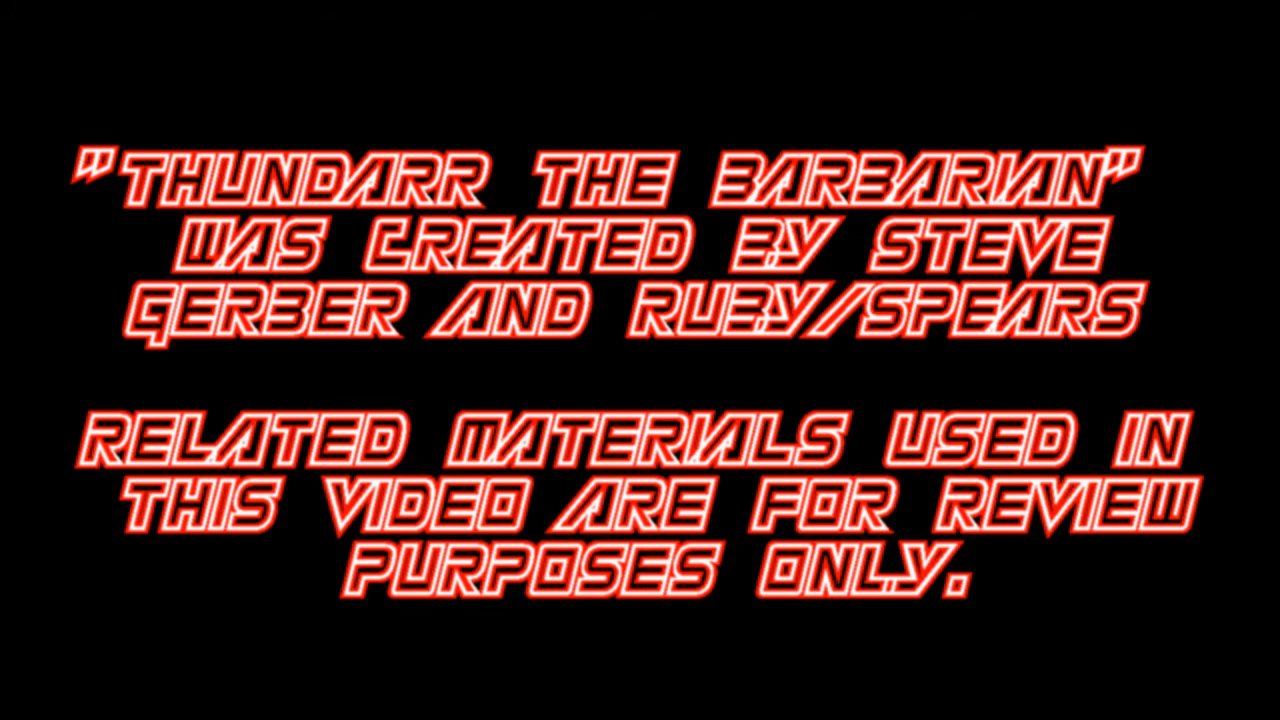 "THUNDARR THE BARBARIAN"
WAS CREATED BY STEVE
GERBER AND RUBY/SPEARS
RELATED MATERIALS USED IN
THIS VIDEO ARE FOR REVIEW
PURPOSES ONLY.